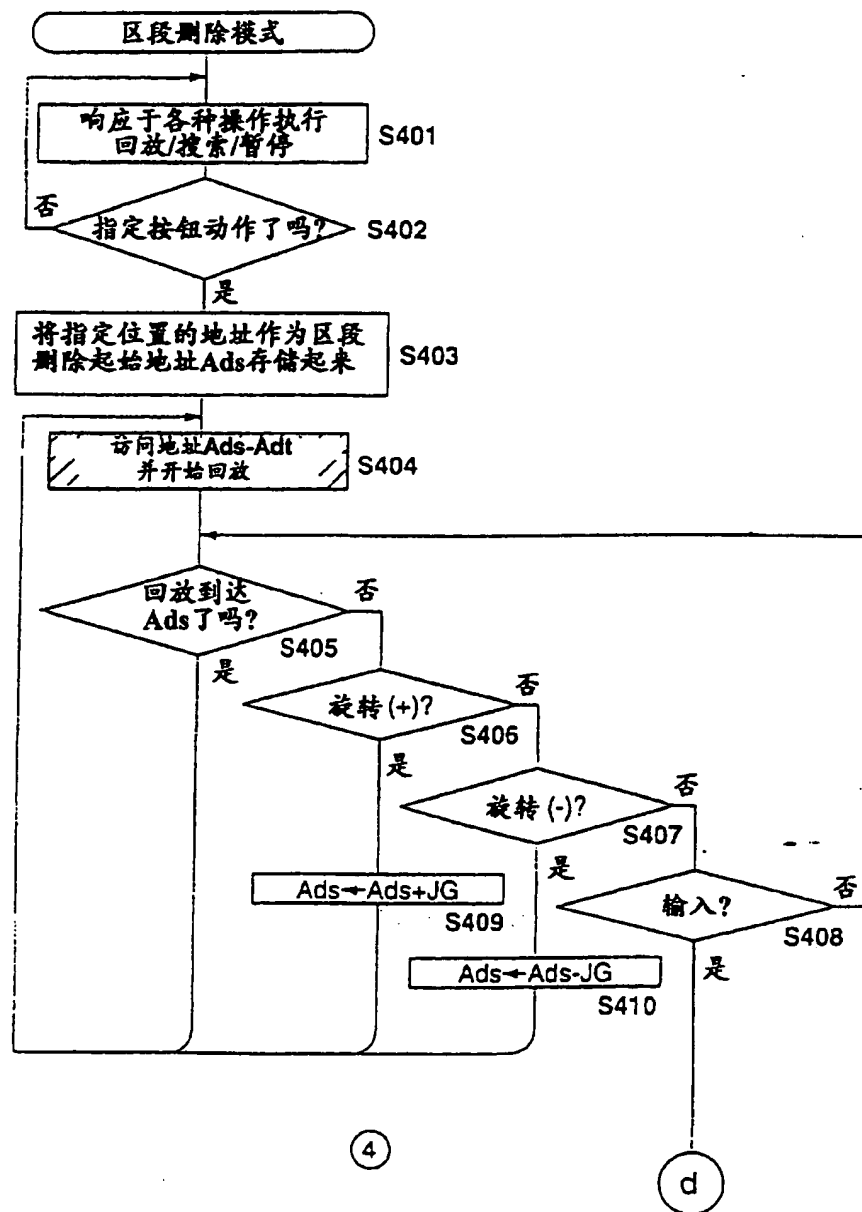 区段删除模式
响应于各种操作执行
回放/搜索/暂停
S401
否
指定按钮动作了吗?
S402
是
将指定位置的地址作为区段
删除起始地址Ads存储起来
S403
访问地址Ads-Adt
并开始回放
S404
回放到达
Ads了吗?
否
S405
是
旋转(+)?
否
S406
是
旋转(-)?
否
S407
是
Ads←Ads+JG
S409
输入?
否
S408
是
Ads←Ads-JG
S410
4
d